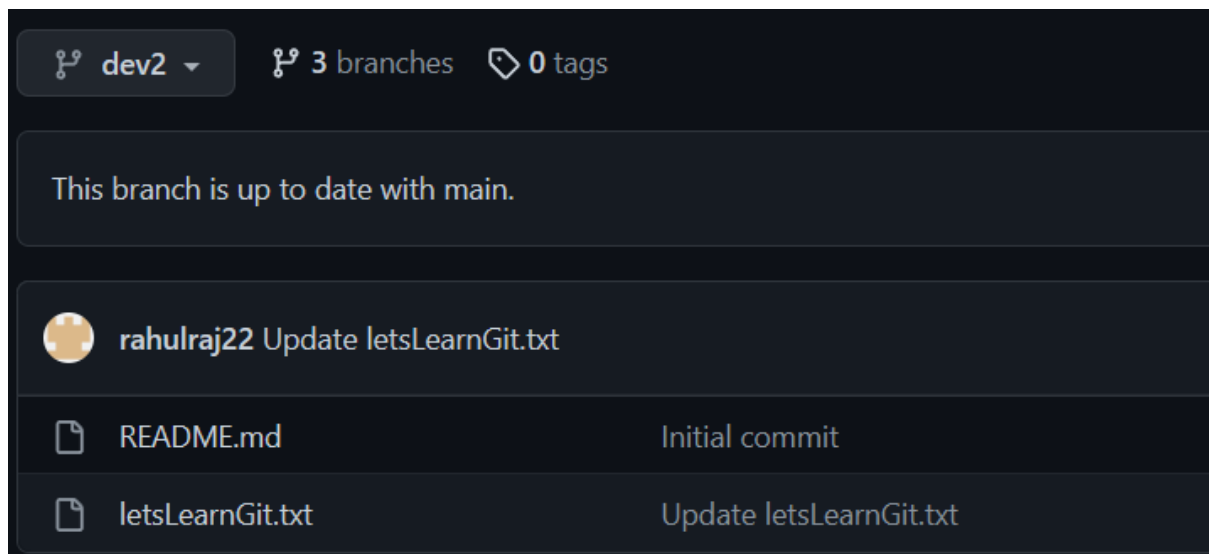 dev2 3 branches 0 tags
This branch is up to date with main.
rahulraj22 Update letsLearnGit.txt
README.md Initial commit
letsLearnGit.txt Update letsLearnGit.txt